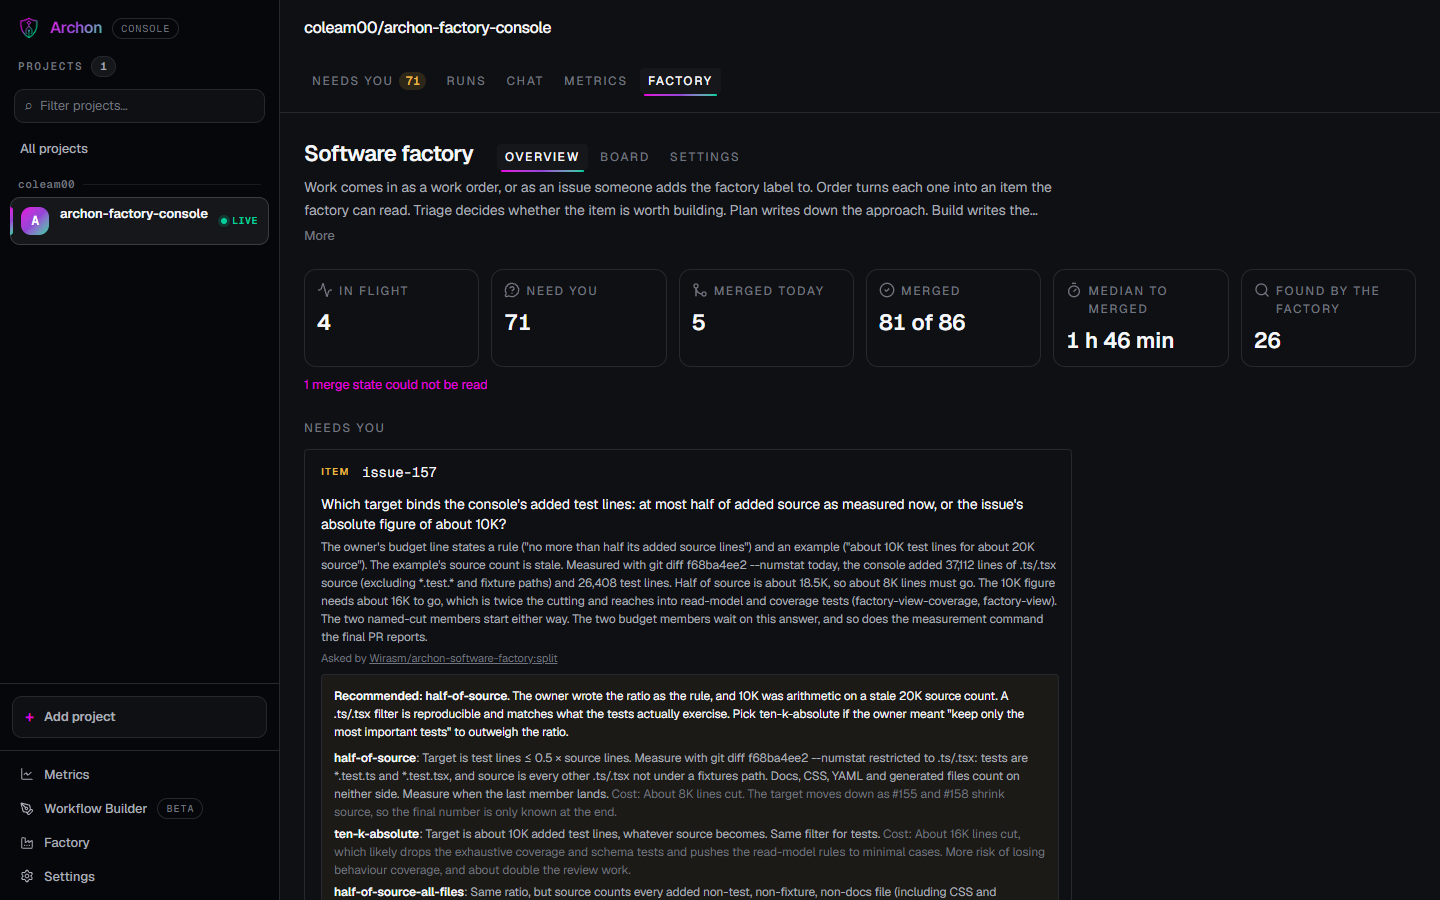 Archon CONSOLE
PROJECTS 1
Filter projects...
All projects
coleam00
A archon-factory-console LIVE
+ Add project
Metrics
Workflow Builder BETA
Factory
Settings
coleam00/archon-factory-console
NEEDS YOU 71 RUNS CHAT METRICS FACTORY
Software factory OVERVIEW BOARD SETTINGS
Work comes in as a work order, or as an issue someone adds the factory label to. Order turns each one into an item the
factory can read. Triage decides whether the item is worth building. Plan writes down the approach. Build writes the...
More
IN FLIGHT
4
NEED YOU
71
MERGED TODAY
5
MERGED
81 of 86
MEDIAN TO
MERGED
1 h 46 min
FOUND BY THE
FACTORY
26
1 merge state could not be read
NEEDS YOU
ITEM issue-157
Which target binds the console's added test lines: at most half of added source as measured now, or the issue's
absolute figure of about 10K?
The owner's budget line states a rule ("no more than half its added source lines") and an example ("about 10K test lines for about 20K
source"). The example's source count is stale. Measured with git diff f68ba4ee2 --numstat today, the console added 37,112 lines of .ts/.tsx
source (excluding *.test.* and fixture paths) and 26,408 test lines. Half of source is about 18.5K, so about 8K lines must go. The 10K figure
needs about 16K to go, which is twice the cutting and reaches into read-model and coverage tests (factory-view-coverage, factory-view).
The two named-cut members start either way. The two budget members wait on this answer, and so does the measurement command
the final PR reports.
Asked by Wirasm/archon-software-factory:split
Recommended: half-of-source. The owner wrote the ratio as the rule, and 10K was arithmetic on a stale 20K source count. A
.ts/.tsx filter is reproducible and matches what the tests actually exercise. Pick ten-k-absolute if the owner meant "keep only the
most important tests" to outweigh the ratio.
half-of-source: Target is test lines ≤ 0.5 × source lines. Measure with git diff f68ba4ee2 --numstat restricted to .ts/.tsx: tests are
*.test.ts and *.test.tsx, and source is every other .ts/.tsx not under a fixtures path. Docs, CSS, YAML and generated files count on
neither side. Measure when the last member lands. Cost: About 8K lines cut. The target moves down as #155 and #158 shrink
source, so the final number is only known at the end.
ten-k-absolute: Target is about 10K added test lines, whatever source becomes. Same filter for tests. Cost: About 16K lines cut,
which likely drops the exhaustive coverage and schema tests and pushes the read-model rules to minimal cases. More risk of losing
behaviour coverage, and about double the review work.
half-of-source-all-files: Same ratio, but source counts every added non-test, non-fixture, non-docs file (including CSS and